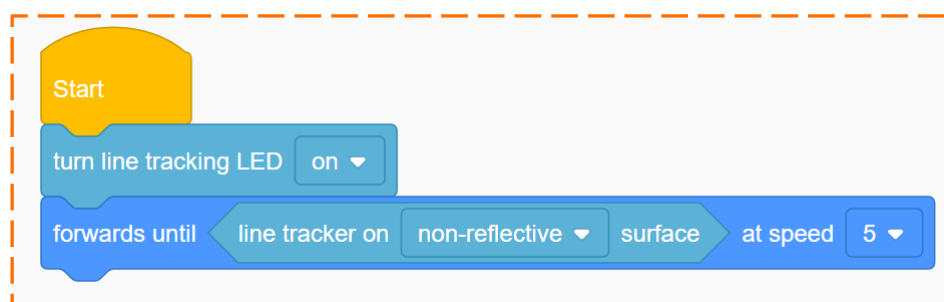 Start
turn line tracking LED on
forwards until line tracker on non-reflective surface at speed 5